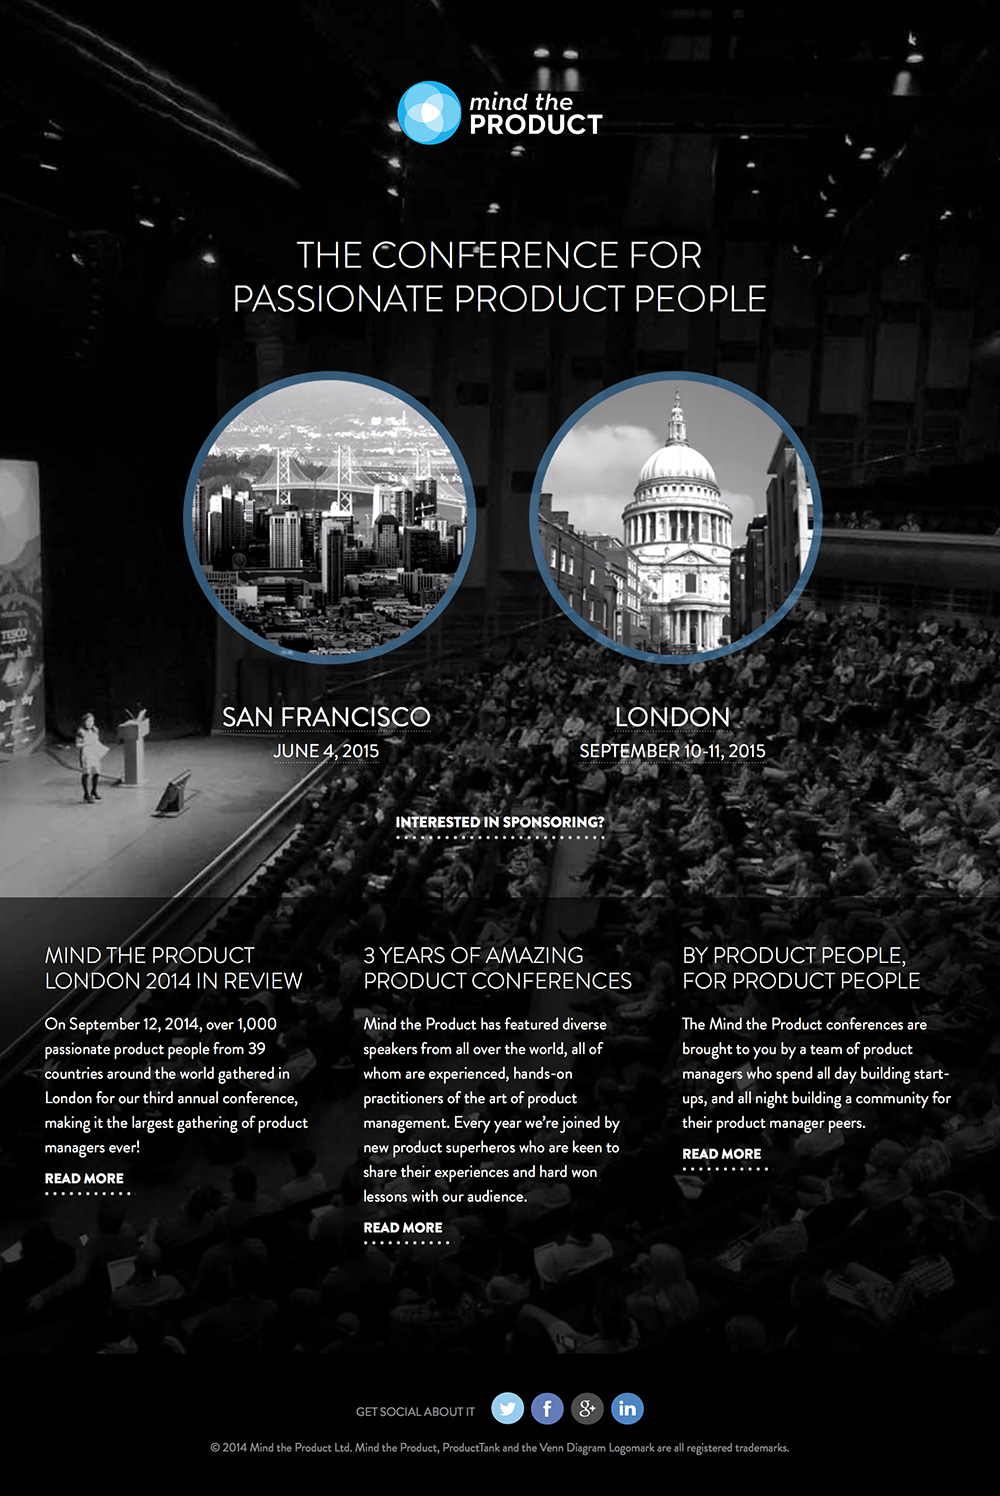 mind the
PRODUCT
THE CONFERENCE FOR
PASSIONATE PRODUCT PEOPLE
TESCO
SAN FRANCISCO
JUNE 4, 2015
LONDON
SEPTEMBER 10-11, 2015
INTERESTED IN SPONSORING?
MIND THE PRODUCT
LONDON 2014 IN REVIEW
On September 12, 2014, over 1,000
passionate product people from 39
countries around the world gathered in
London for our third annual conference,
making it the largest gathering of product
managers ever!
READ MORE
3 YEARS OF AMAZING
PRODUCT CONFERENCES
Mind the Product has featured diverse
speakers from all over the world, all of
whom are experienced, hands-on
practitioners of the art of product
management. Every year we're joined by
new product superheros who are keen to
share their experiences and hard won
lessons with our audience.
READ MORE
BY PRODUCT PEOPLE,
FOR PRODUCT PEOPLE
The Mind the Product conferences are
brought to you by a team of product
managers who spend all day building start-
ups, and all night building a community for
their product manager peers.
READ MORE
GET SOCIAL ABOUT IT
© 2014 Mind the Product Ltd. Mind the Product, ProductTank and the Venn Diagram Logomark are all registered trademarks.